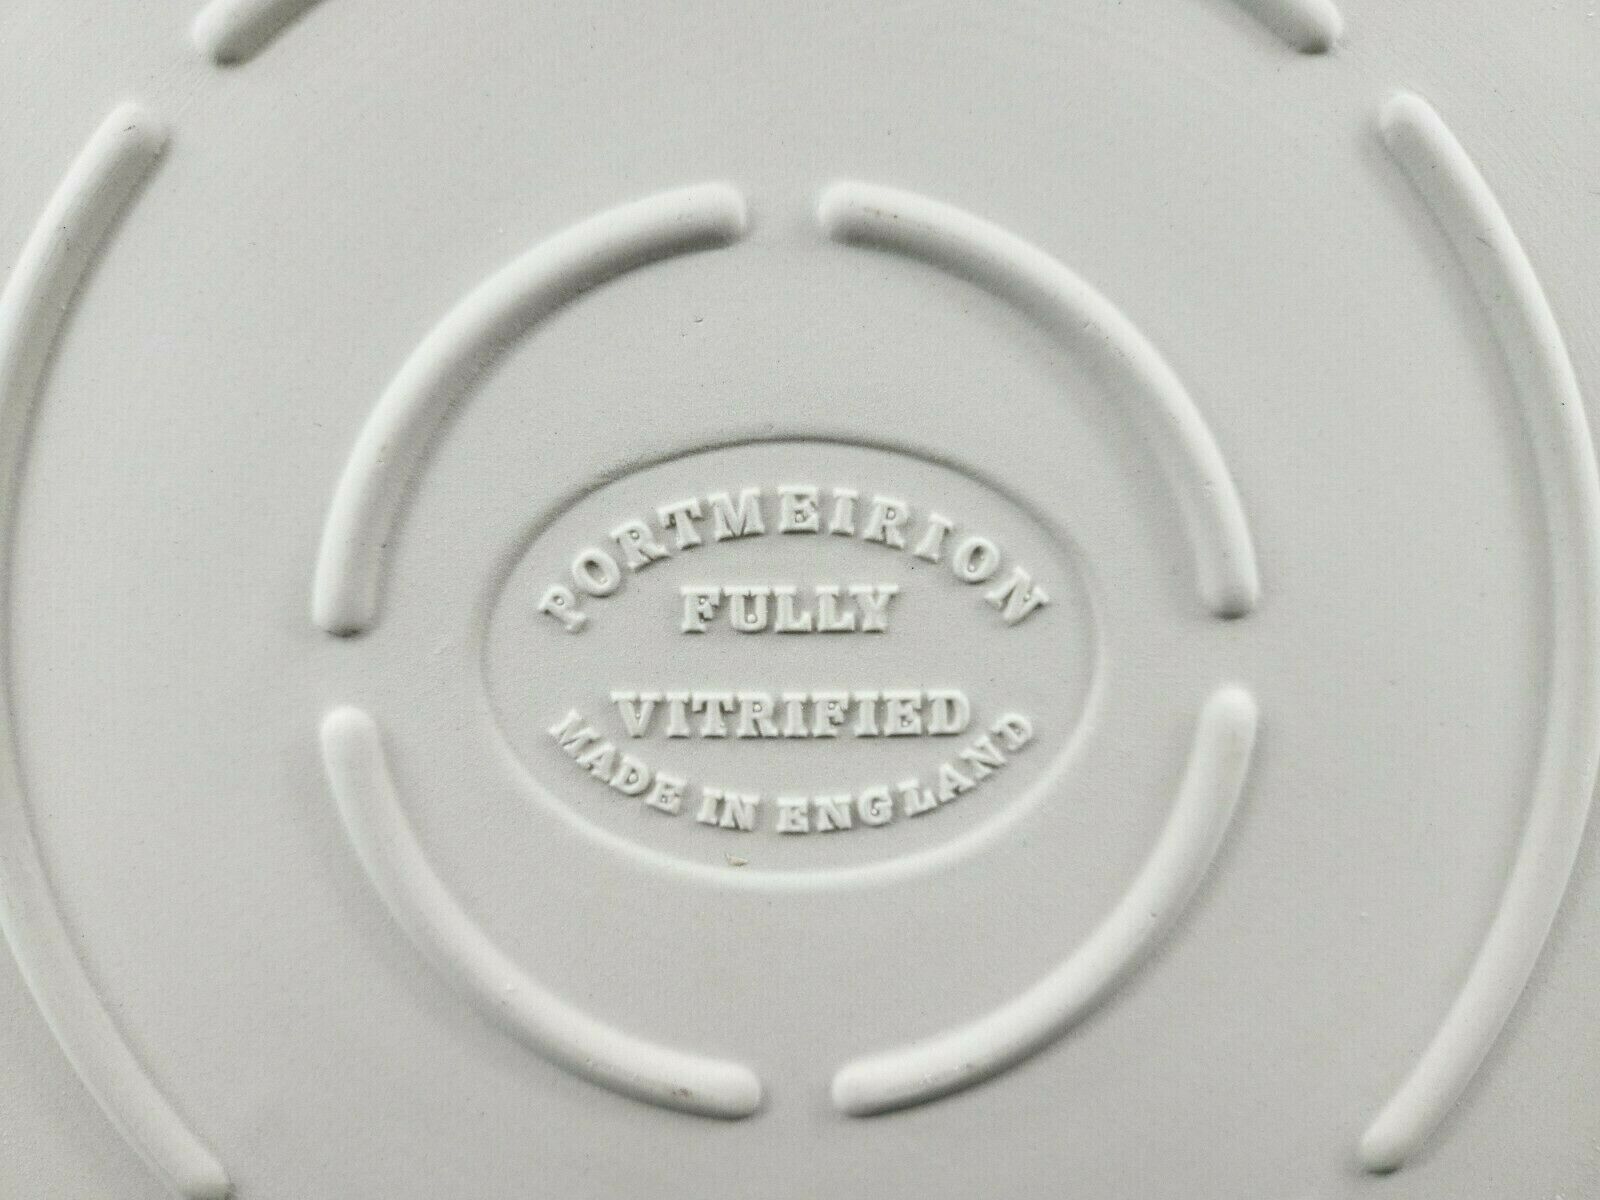 PORTMEIRION
FULLY
VITRIFIED
MADE IN ENGLAND